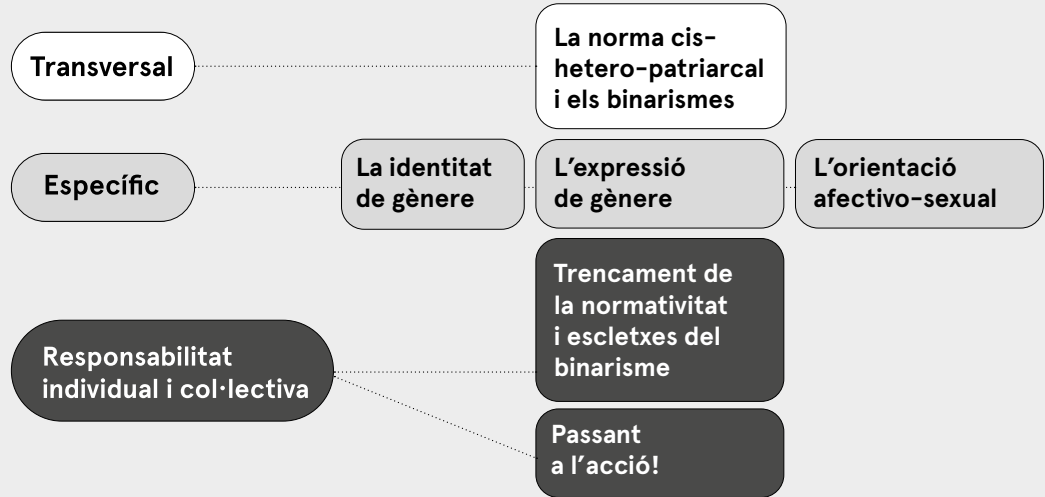 Transversal
La norma cis-
hetero-patriarcal
i els binarismes
Específic
La identitat
de gènere
L’expressió
de gènere
L’orientació
afectivo-sexual
Responsabilitat
individual i col·lectiva
Trencament de
la normativitat
i escletxes del
binarisme
Passant
a l’acció!